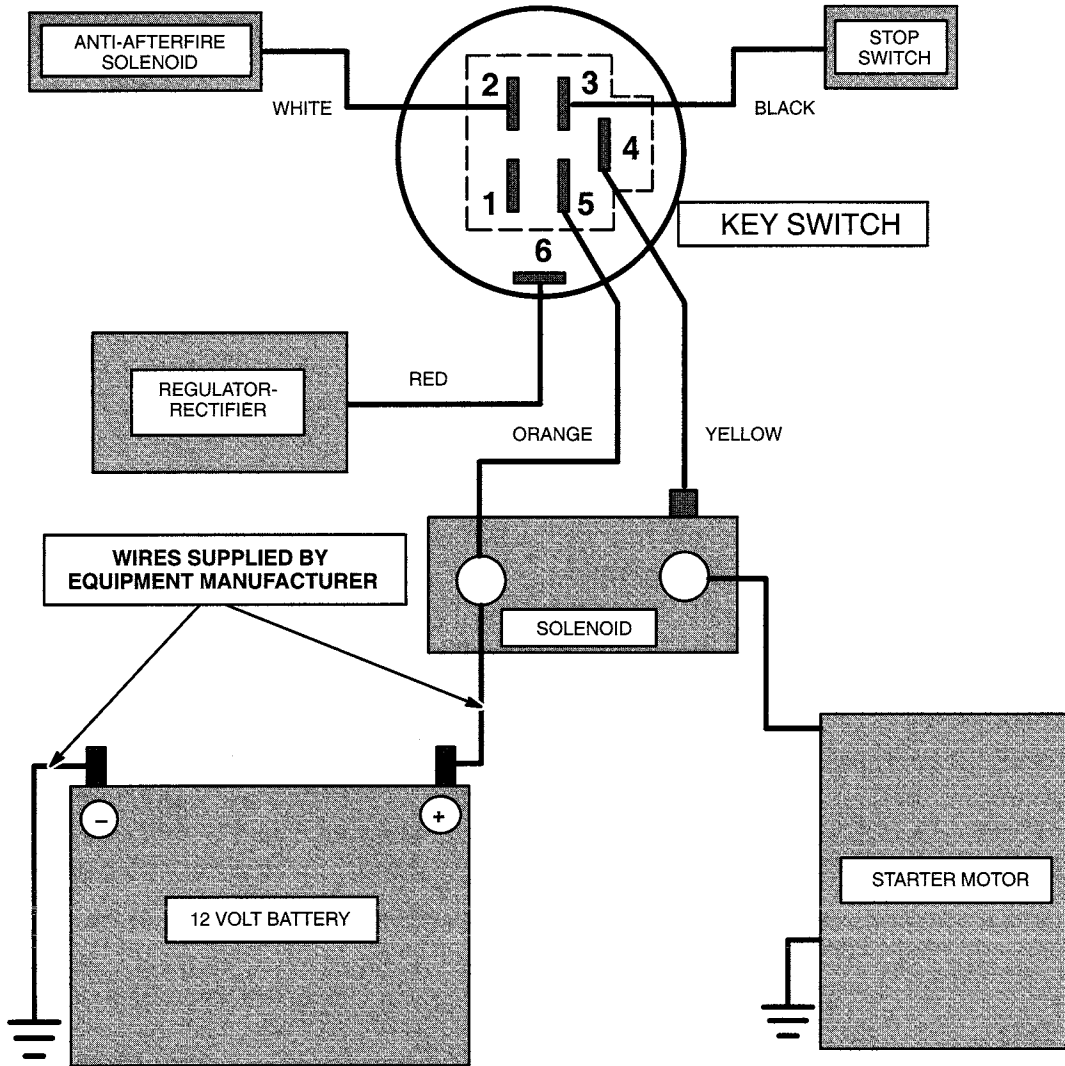 ANTI-AFTERFIRE
SOLENOID
STOP
SWITCH
WHITE
2
3
BLACK
4
1
5
KEY SWITCH
6
RED
REGULATOR-
RECTIFIER
ORANGE
YELLOW
WIRES SUPPLIED BY
EQUIPMENT MANUFACTURER
SOLENOID
–
+
STARTER MOTOR
12 VOLT BATTERY